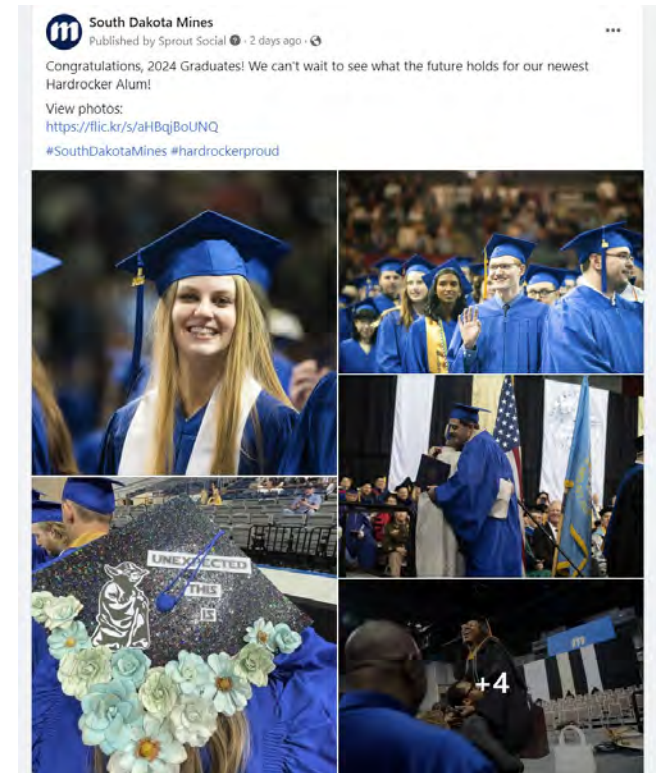 m
South Dakota Mines
Published by Sprout Social · 2 days ago ·
Congratulations, 2024 Graduates! We can't wait to see what the future holds for our newest
Hardrocker Alum!
View photos:
https://flic.kr/s/aHBqjBoUNQ
#SouthDakotaMines #hardrockerproud
UNEXPECTED
THIS
IS
m
+4